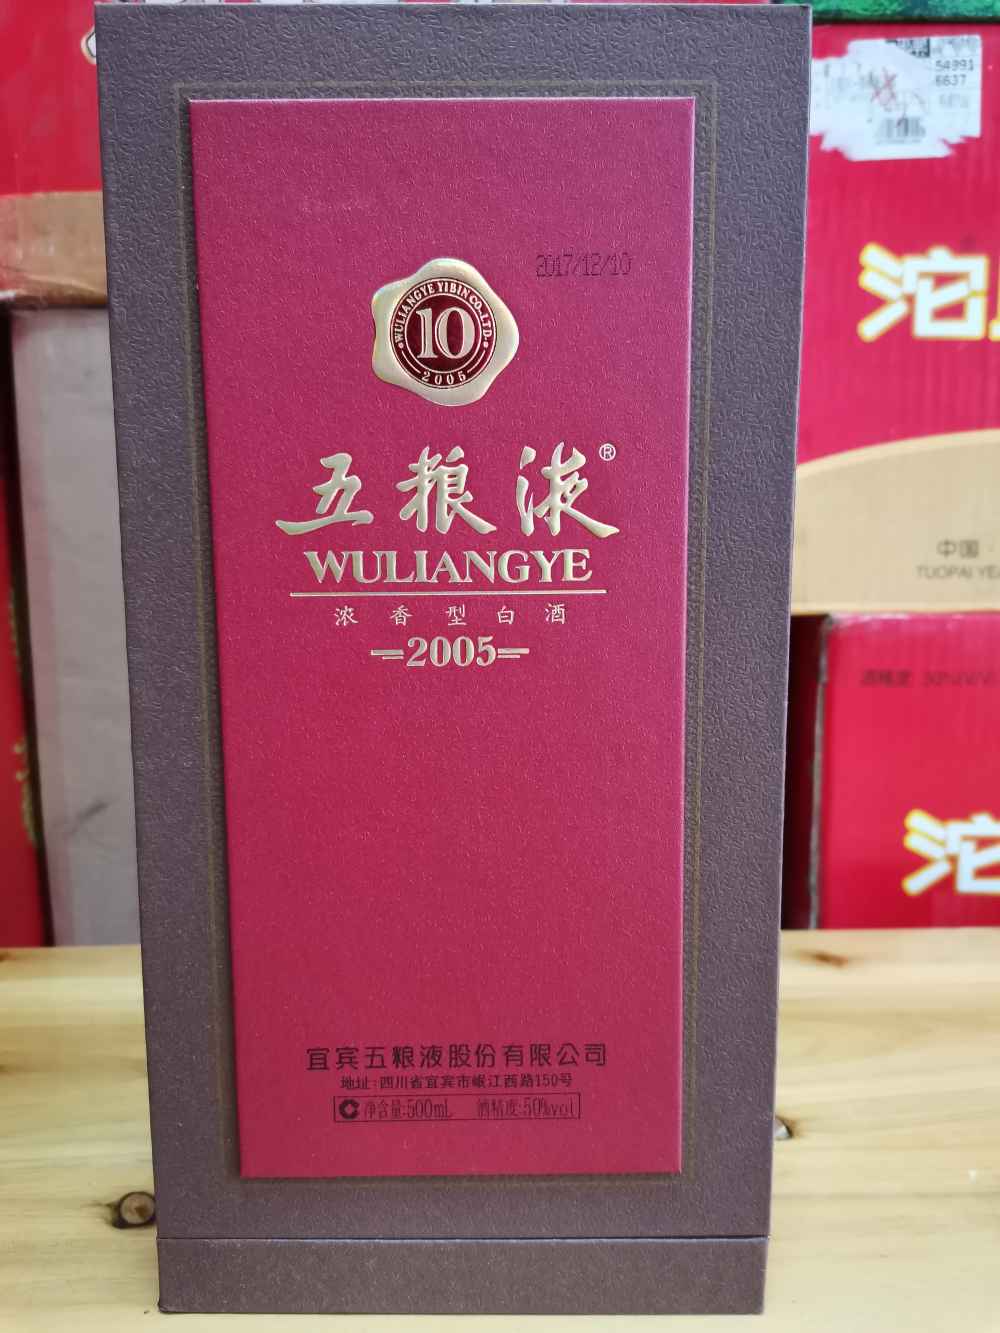 54991
6637
沱
2017/12/10
WULIANGYE YIBIN CO.,LTD.
10
2005
五粮液®
WULIANGYE
浓香型白酒
2005
中国
TUOPAI YE
沱
宜宾五粮液股份有限公司
地址:四川省宜宾市岷江西路150号
净含量:500mL 酒精度:50%vol